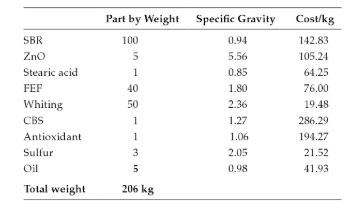 Part by Weight Specific Gravity Cost/kg
SBR 100 0.94 142.83
ZnO 5 5.56 105.24
Stearic acid 1 0.85 64.25
FEF 40 1.80 76.00
Whiting 50 2.36 19.48
CBS 1 1.27 286.29
Antioxidant 1 1.06 194.27
Sulfur 3 2.05 21.52
Oil 5 0.98 41.93
Total weight 206 kg